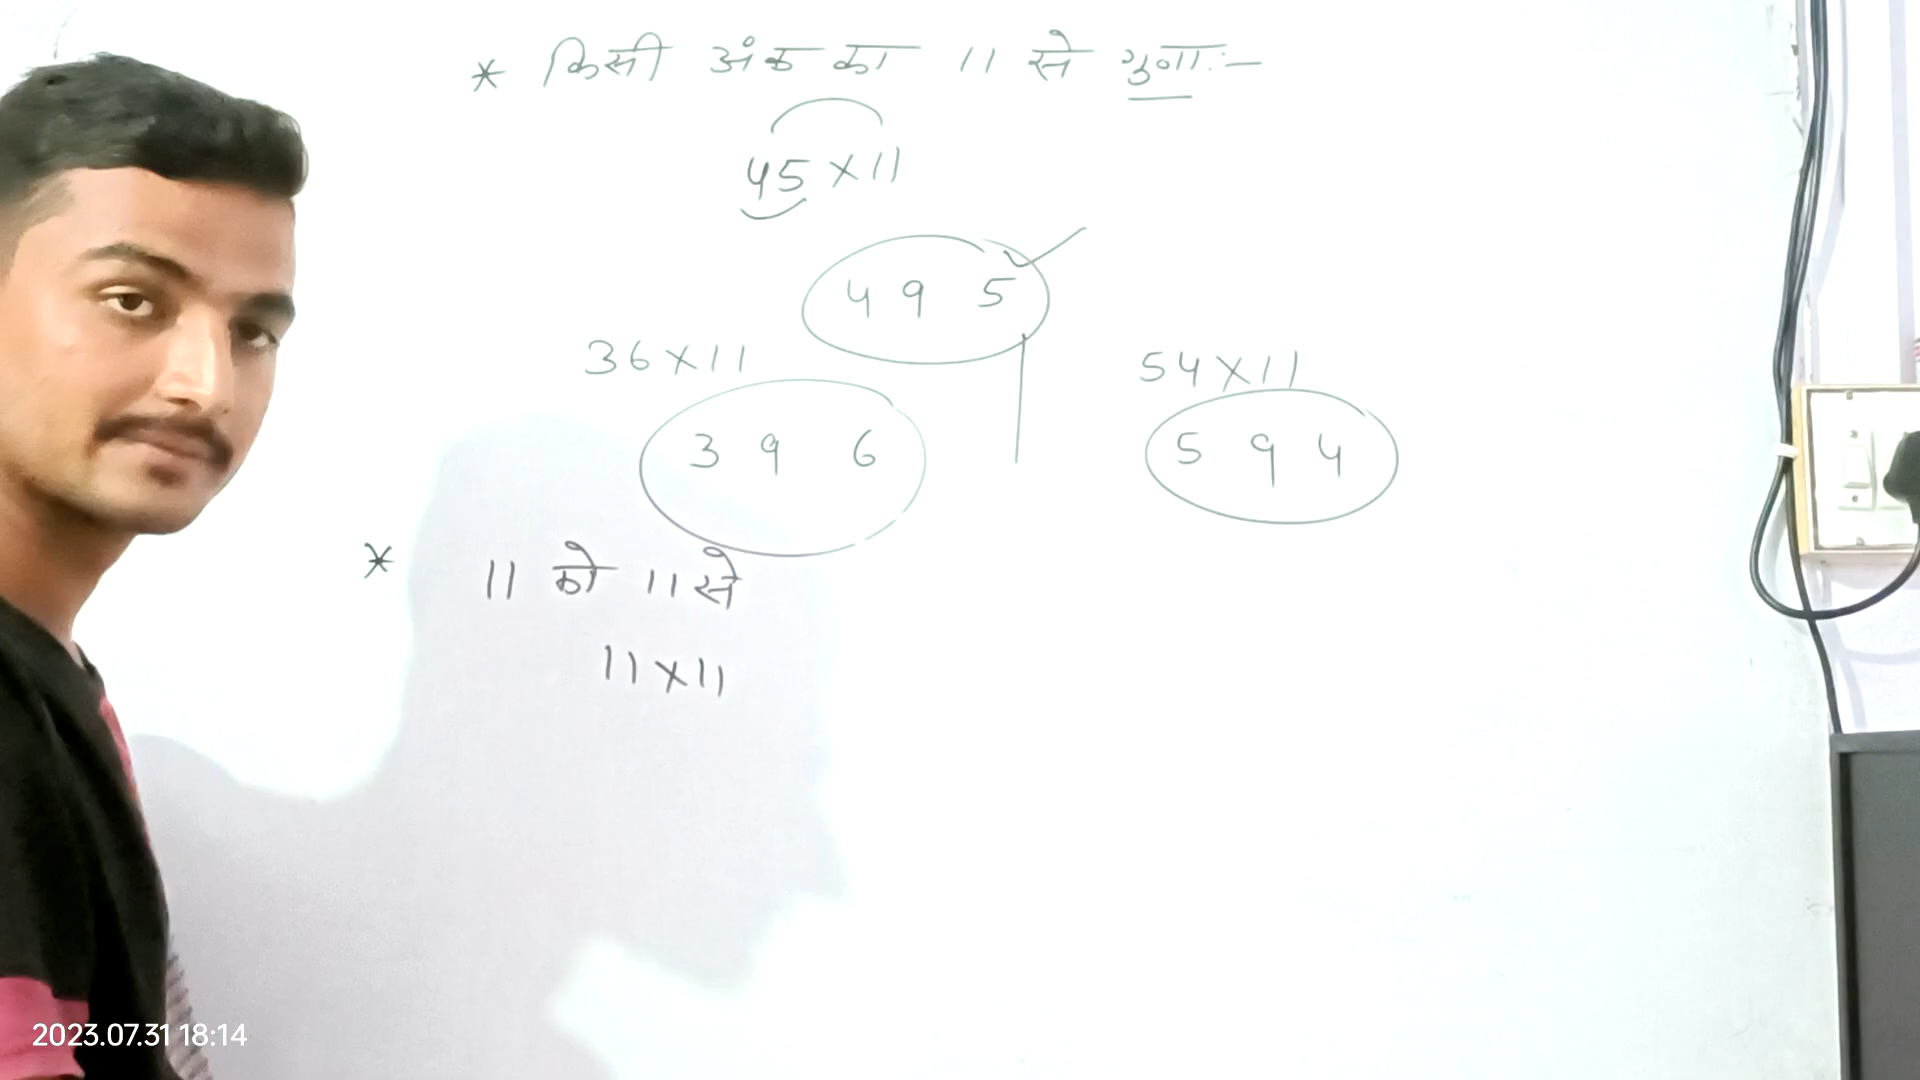 * किसी अंक का 11 से गुना:-
45 X 11
4 9 5
36 X 11
54 X 11
3 9 6
5 9 4
* 11 को 11 से
11 X 11
2023.07.31 18:14